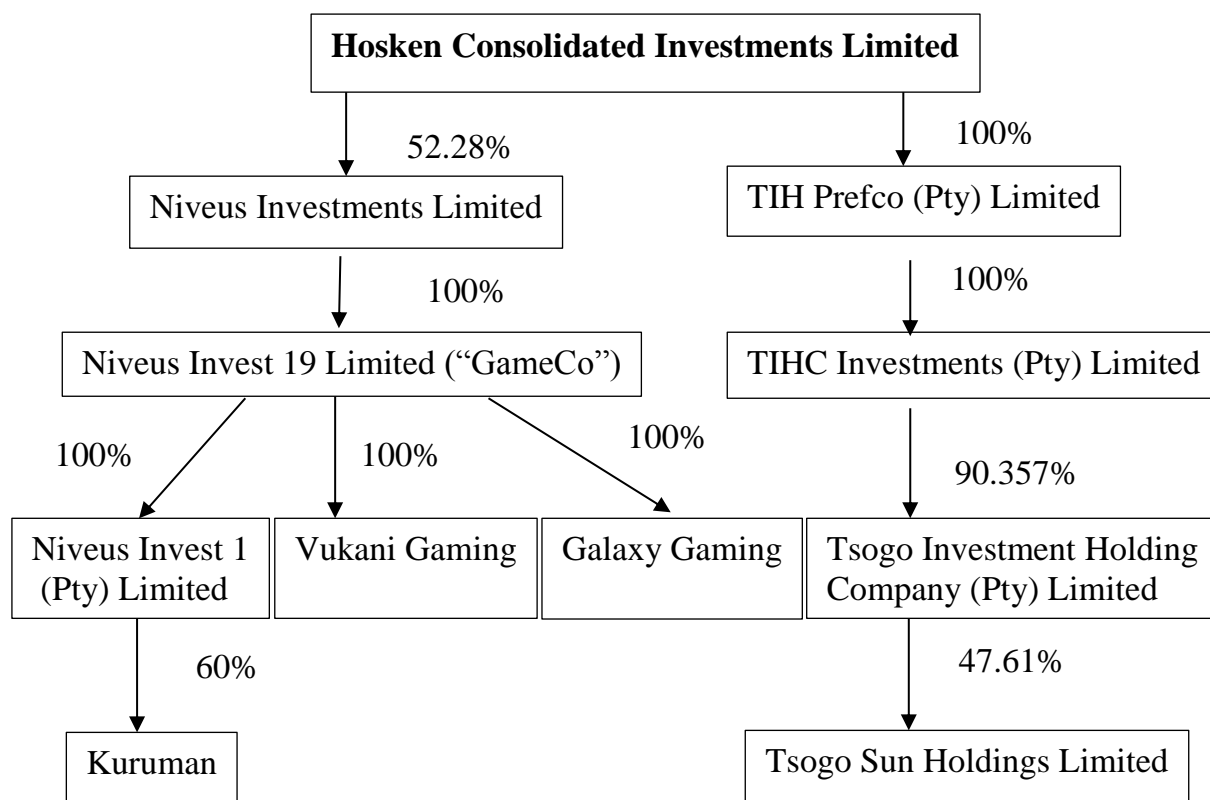 Hosken Consolidated Investments Limited
52.28%
100%
Niveus Investments Limited
TIH Prefco (Pty) Limited
100%
100%
Niveus Invest 19 Limited (“GameCo”)
TIHC Investments (Pty) Limited
100%
100%
100%
90.357%
Niveus Invest 1
(Pty) Limited
Vukani Gaming
Galaxy Gaming
Tsogo Investment Holding
Company (Pty) Limited
60%
47.61%
Kuruman
Tsogo Sun Holdings Limited